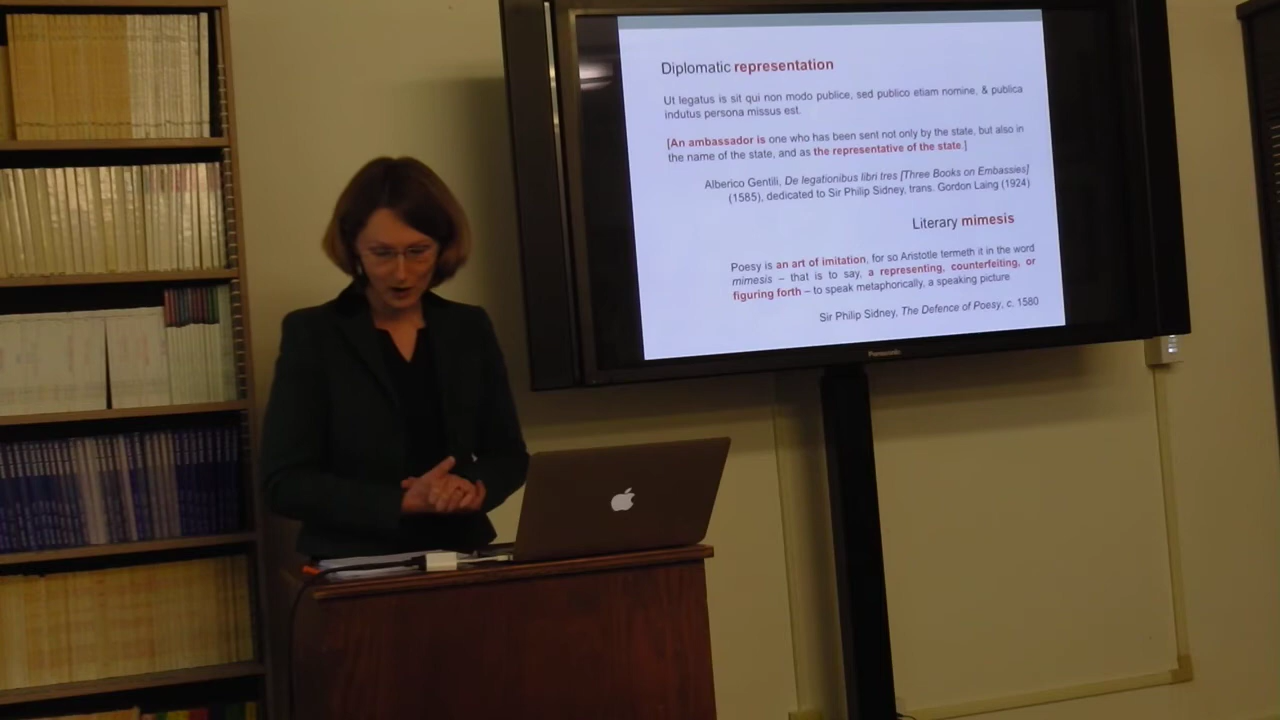 Diplomatic representation
Ut legatus is sit qui non modo publice, sed publico etiam nomine, & publica
indutus persona missus est.
[An ambassador is one who has been sent not only by the state, but also in
the name of the state, and as the representative of the state.]
Alberico Gentili, De legationibus libri tres [Three Books on Embassies]
(1585), dedicated to Sir Philip Sidney, trans. Gordon Laing (1924)
Literary mimesis
Poesy is an art of imitation, for so Aristotle termeth it in the word
mimesis – that is to say, a representing, counterfeiting, or
figuring forth – to speak metaphorically, a speaking picture
Sir Philip Sidney, The Defence of Poesy, c. 1580
Panasonic